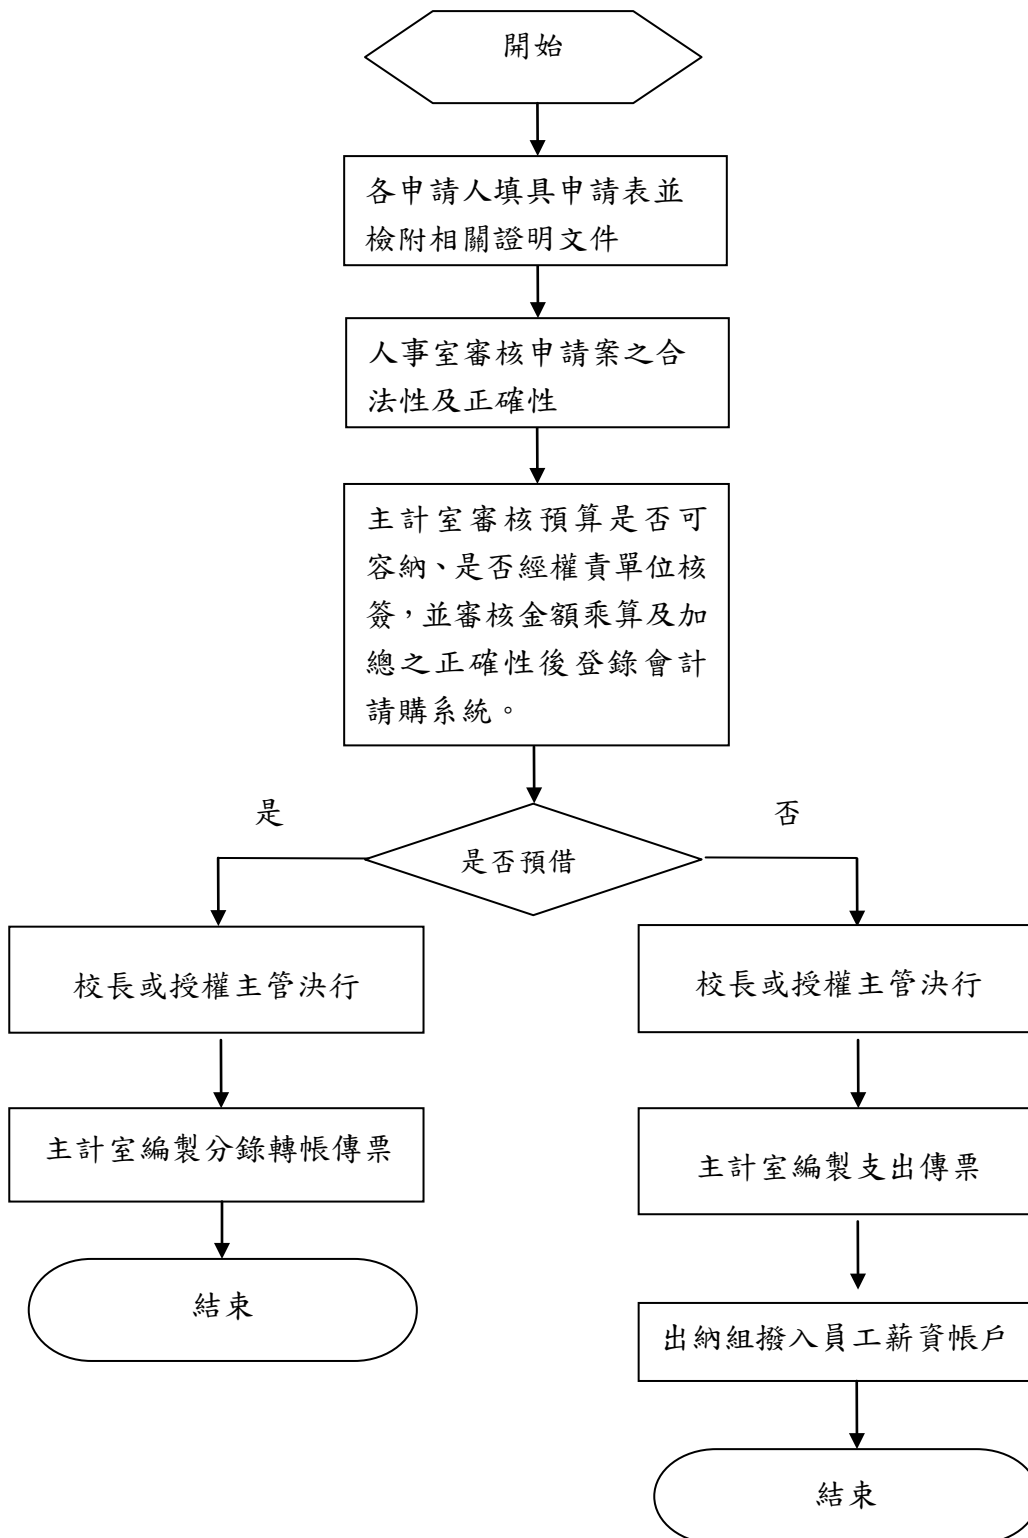 開始
各申請人填具申請表並
檢附相關證明文件
人事室審核申請案之合
法性及正確性
主計室審核預算是否可
容納、是否經權責單位核
簽，並審核金額乘算及加
總之正確性後登錄會計
請購系統。
是
否
是否預借
校長或授權主管決行
校長或授權主管決行
主計室編製分錄轉帳傳票
主計室編製支出傳票
結束
出納組撥入員工薪資帳戶
結束